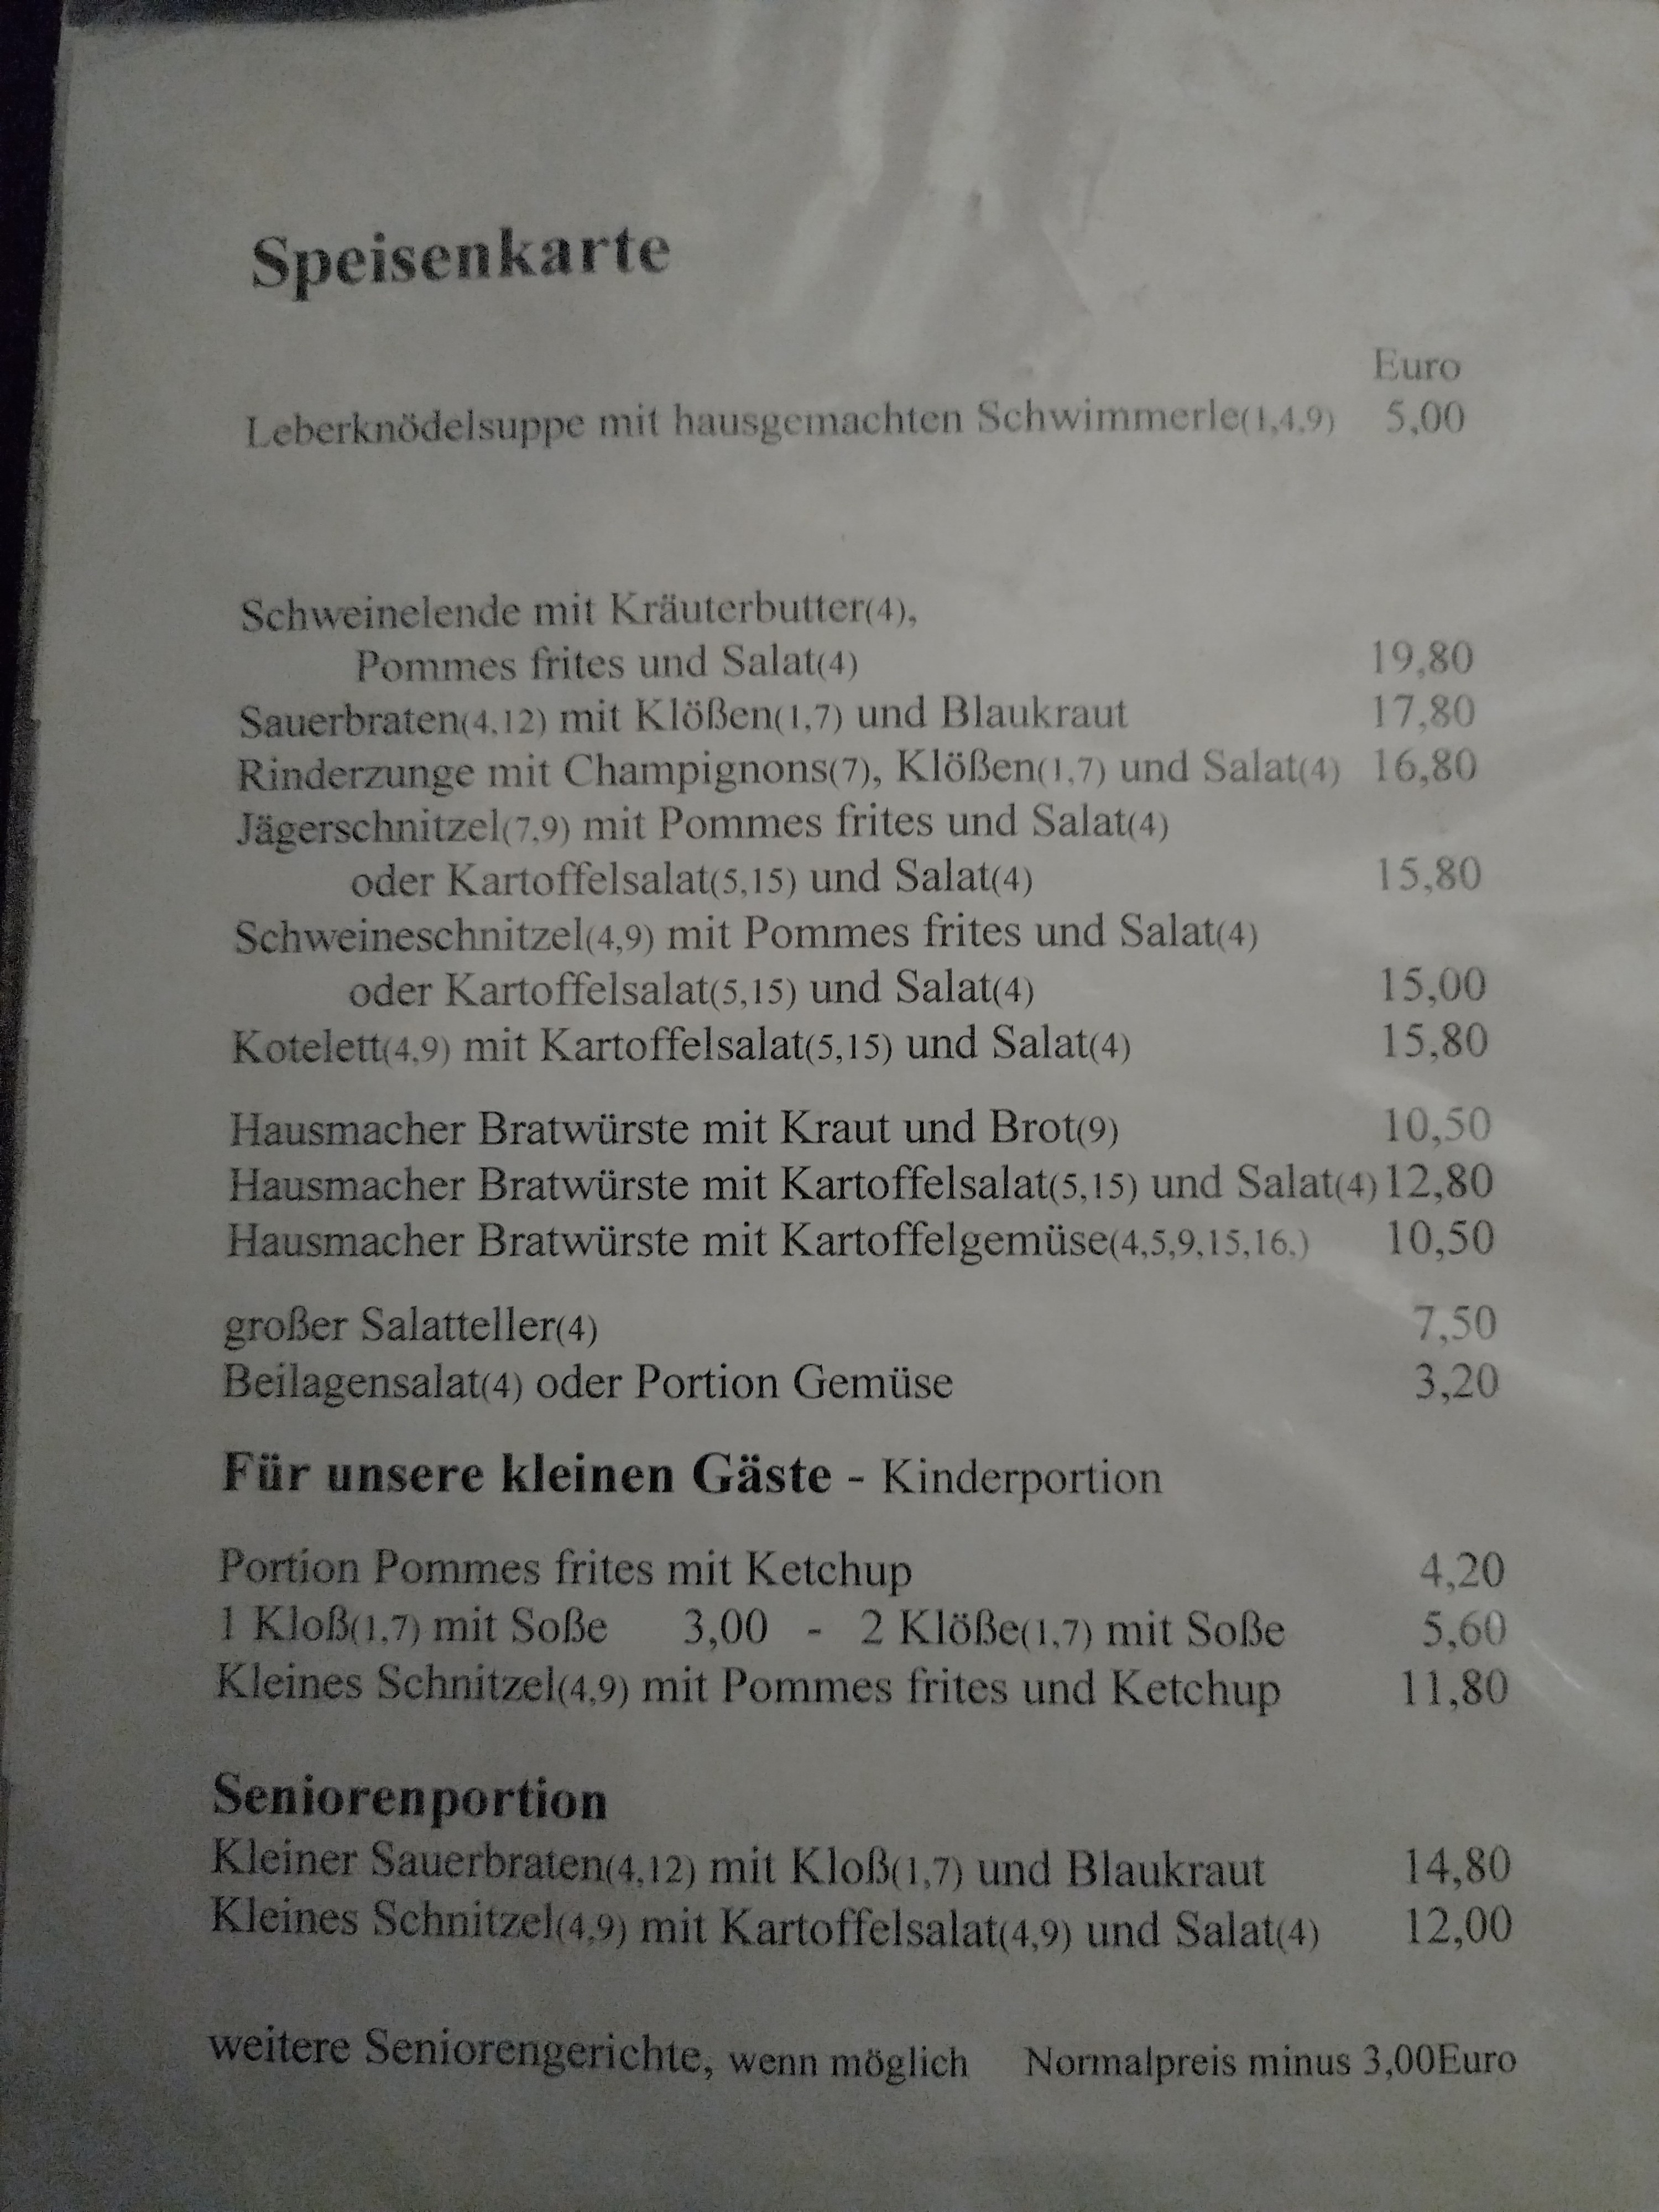 Speisenkarte
Euro
Leberknödelsuppe mit hausgemachten Schwimmerle(1,4,9) 5,00
Schweinelende mit Kräuterbutter(4),
Pommes frites und Salat(4) 19,80
Sauerbraten(4,12) mit Klößen(1,7) und Blaukraut 17,80
Rinderzunge mit Champignons(7), Klößen(1,7) und Salat(4) 16,80
Jägerschnitzel(7,9) mit Pommes frites und Salat(4)
oder Kartoffelsalat(5,15) und Salat(4) 15,80
Schweineschnitzel(4,9) mit Pommes frites und Salat(4)
oder Kartoffelsalat(5,15) und Salat(4) 15,00
Kotelett(4,9) mit Kartoffelsalat(5,15) und Salat(4) 15,80
Hausmacher Bratwürste mit Kraut und Brot(9) 10,50
Hausmacher Bratwürste mit Kartoffelsalat(5,15) und Salat(4) 12,80
Hausmacher Bratwürste mit Kartoffelgemüse(4,5,9,15,16,) 10,50
großer Salatteller(4) 7,50
Beilagensalat(4) oder Portion Gemüse 3,20
Für unsere kleinen Gäste - Kinderportion
Portion Pommes frites mit Ketchup 4,20
1 Kloß(1,7) mit Soße 3,00 - 2 Klöße(1,7) mit Soße 5,60
Kleines Schnitzel(4,9) mit Pommes frites und Ketchup 11,80
Seniorenportion
Kleiner Sauerbraten(4,12) mit Kloß(1,7) und Blaukraut 14,80
Kleines Schnitzel(4,9) mit Kartoffelsalat(4,9) und Salat(4) 12,00
weitere Seniorengerichte, wenn möglich Normalpreis minus 3,00Euro